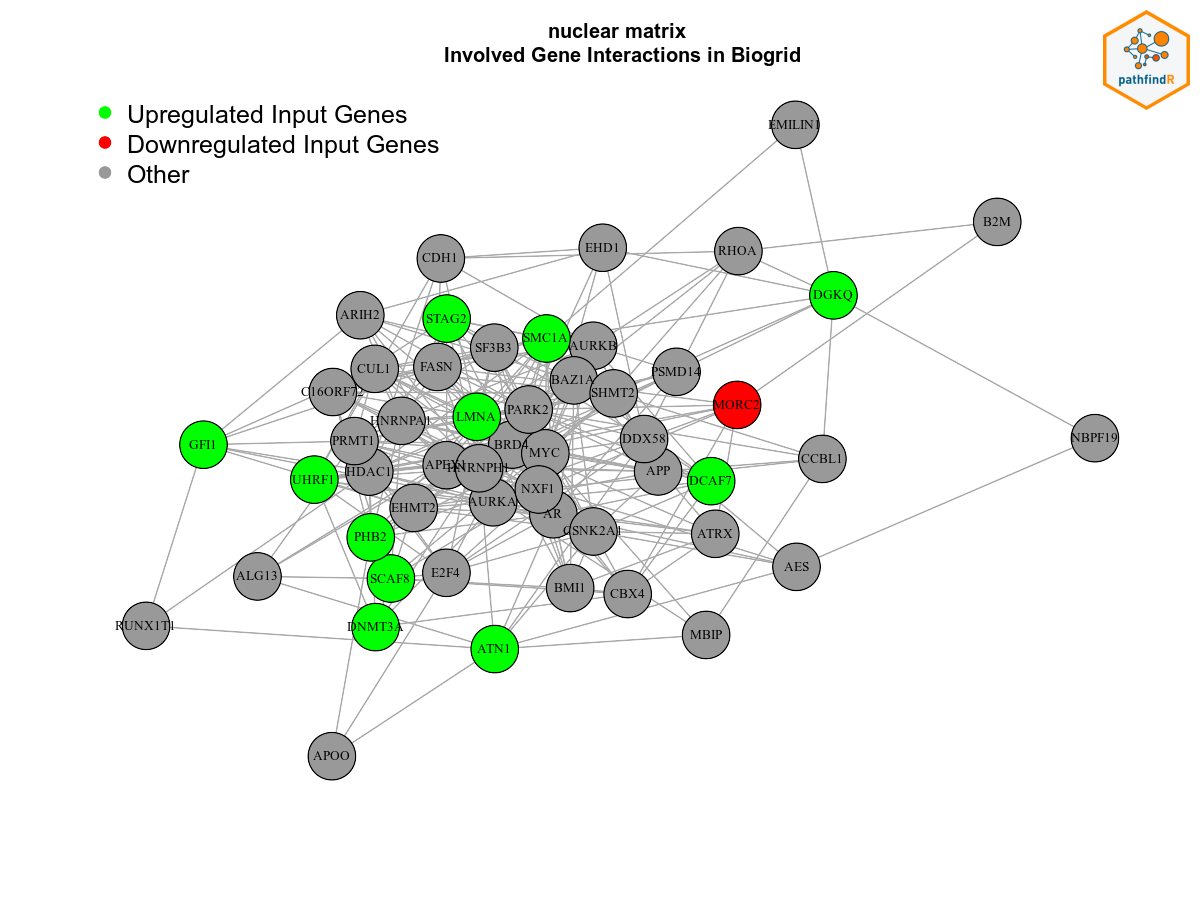 nuclear matrix
Involved Gene Interactions in Biogrid
pathfindR
Upregulated Input Genes
Downregulated Input Genes
Other
EMILIN1
B2M
EHD1
RHOA
CDH1
DGKQ
ARIH2
STAG2
SMC1A
AURKB
SF3B3
FASN
CUL1
PSMD14
BAZ1A
C16ORF72
SHMT2
MORC2
PARK2
LMNA
HNRNPA1
NBPF19
DDX58
PRMT1
GFI1
BRD4
MYC
CCBL1
APEX1
HNRNPH1
HDAC1
APP
UHRF1
DCAF7
NXF1
AURKA
EHMT2
AR
CSNK2A1
ATRX
PHB2
AES
E2F4
ALG13
SCAF8
BMI1
CBX4
RUNX1T1
DNMT3A
MBIP
ATN1
APOO